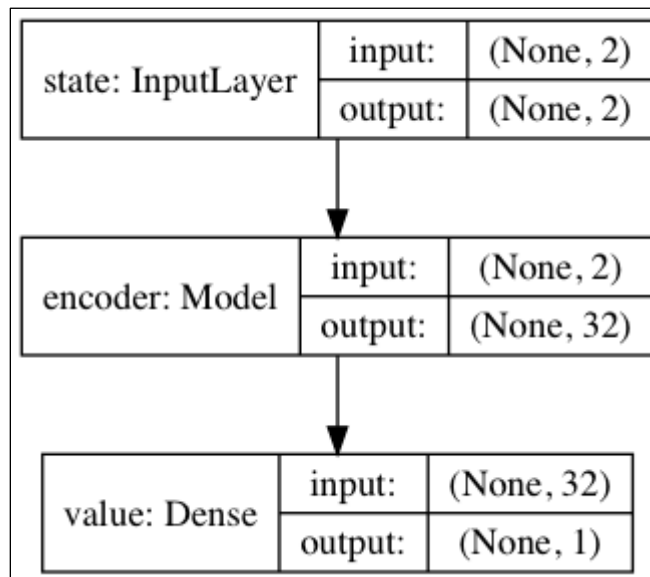 state: InputLayer
input: (None, 2)
output: (None, 2)
encoder: Model
input: (None, 2)
output: (None, 32)
value: Dense
input: (None, 32)
output: (None, 1)